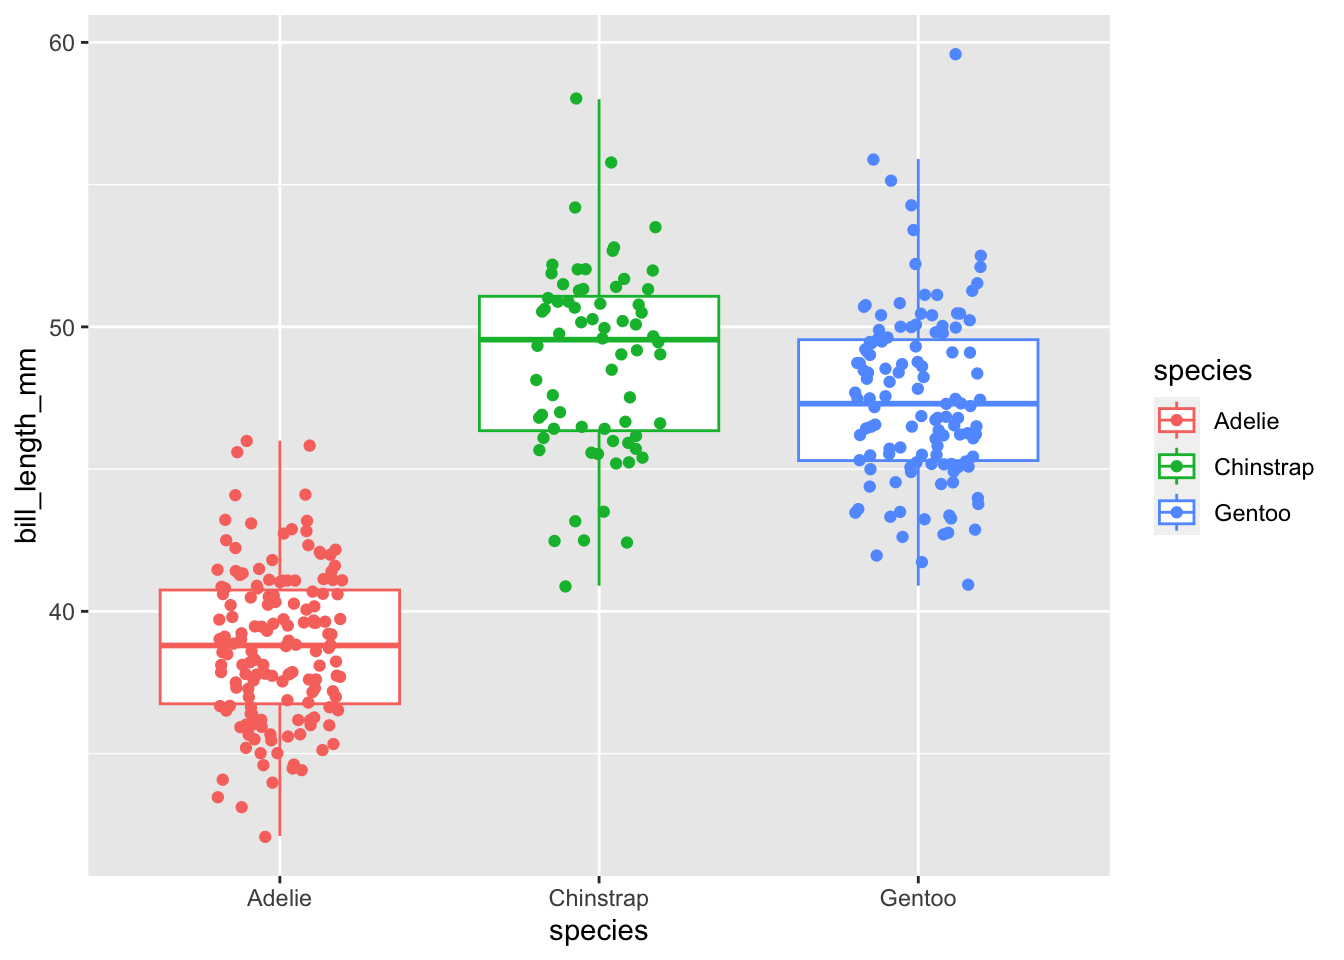 60
50
40
bill_length_mm
Adelie
Chinstrap
Gentoo
species
species
Adelie
Chinstrap
Gentoo